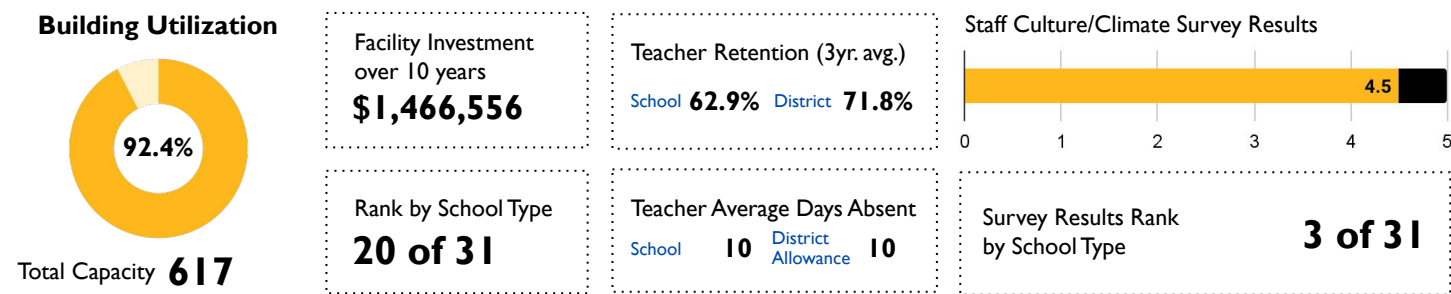 Building Utilization
92.4%
Total Capacity 617
Facility Investment
over 10 years
$1,466,556
Rank by School Type
20 of 31
Teacher Retention (3yr. avg.)
School 62.9% District 71.8%
Teacher Average Days Absent
School 10 District Allowance 10
Staff Culture/Climate Survey Results
4.5
0 1 2 3 4 5
Survey Results Rank
by School Type
3 of 31